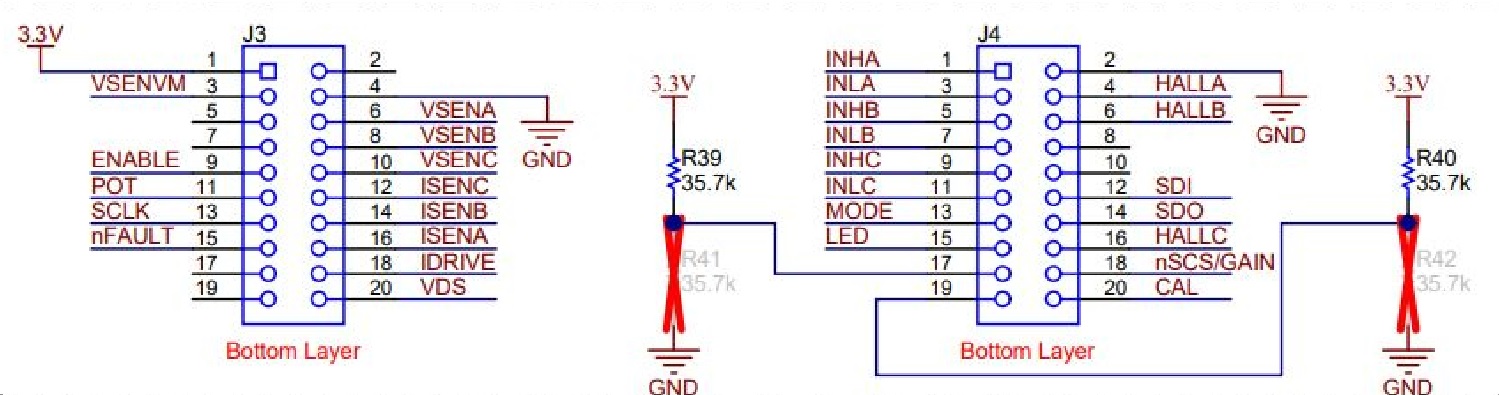 3.3V
J3
1 2
VSENVM 3 4
5 6 VSENA
7 8 VSENB
ENABLE 9 10 VSENC
POT 11 12 ISENC
SCLK 13 14 ISENB
nFAULT 15 16 ISENA
17 18 IDRIVE
19 20 VDS
GND
Bottom Layer
3.3V
R39
35.7k
R41
35.7k
GND
J4
INHA 1 2
INLA 3 4 HALLA
INHB 5 6 HALLB
INLB 7 8
INHC 9 10
INLC 11 12 SDI
MODE 13 14 SDO
LED 15 16 HALLC
17 18 nSCS/GAIN
19 20 CAL
GND
Bottom Layer
3.3V
R40
35.7k
R42
35.7k
GND